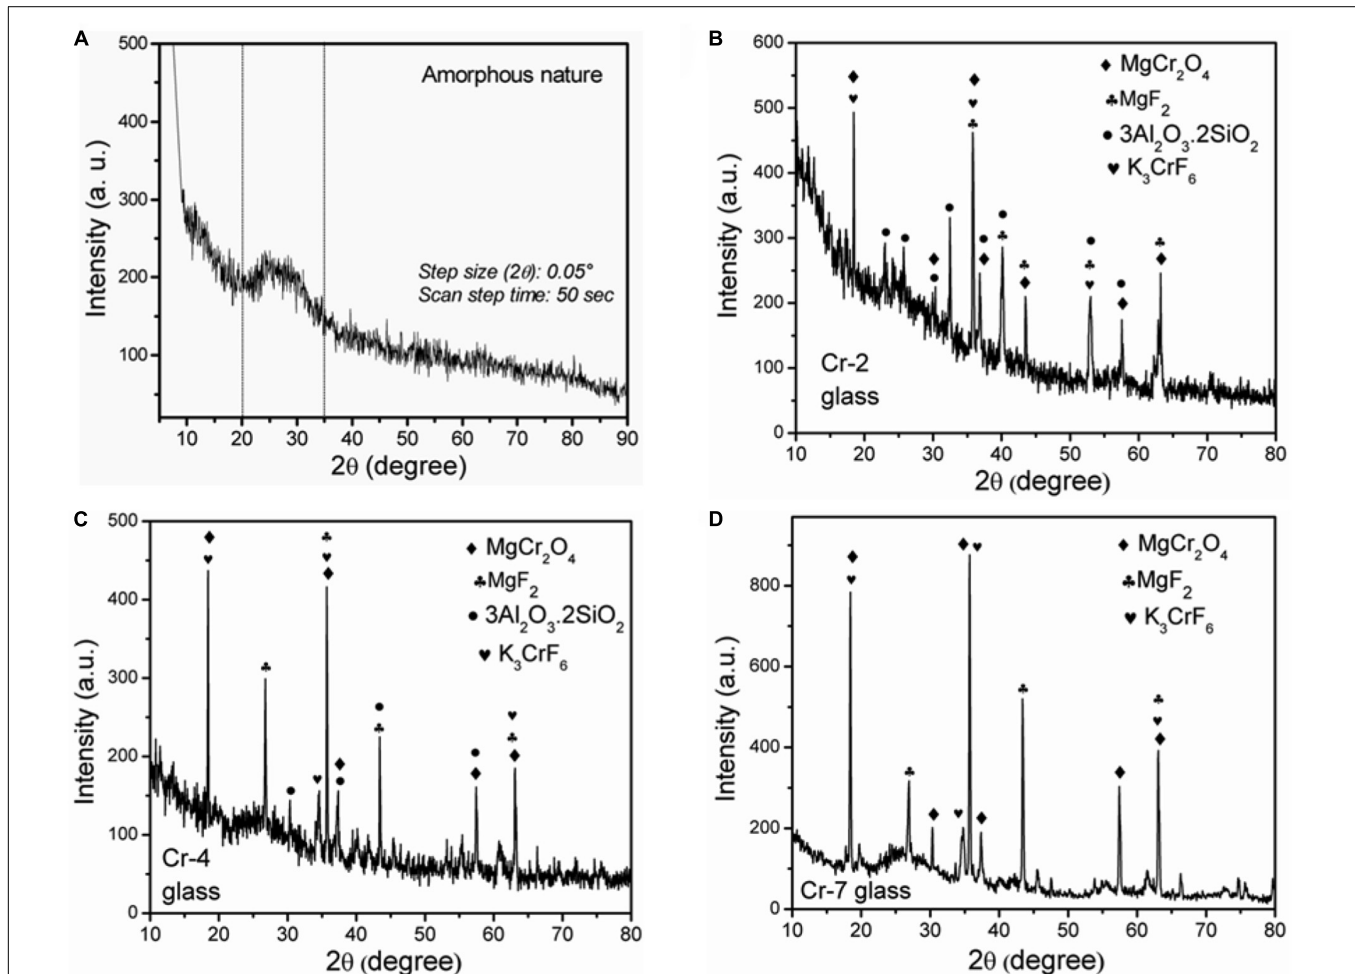 A
500
400
300
200
100
Intensity (a. u.)
Amorphous nature
Step size (2θ): 0.05°
Scan step time: 50 sec
10 20 30 40 50 60 70 80 90
2θ (degree)
B
600
500
400
300
200
100
0
Intensity (a.u.)
♦ MgCr₂O₄
♣ MgF₂
● 3Al₂O₃.2SiO₂
♥ K₃CrF₆
Cr-2
glass
10 20 30 40 50 60 70 80
2θ (degree)
C
500
400
300
200
100
0
Intensity (a.u.)
♦ MgCr₂O₄
♣ MgF₂
● 3Al₂O₃.2SiO₂
♥ K₃CrF₆
Cr-4
glass
10 20 30 40 50 60 70 80
2θ (degree)
D
800
600
400
200
0
Intensity (a.u.)
♦ MgCr₂O₄
♣ MgF₂
♥ K₃CrF₆
Cr-7 glass
10 20 30 40 50 60 70 80
2θ (degree)